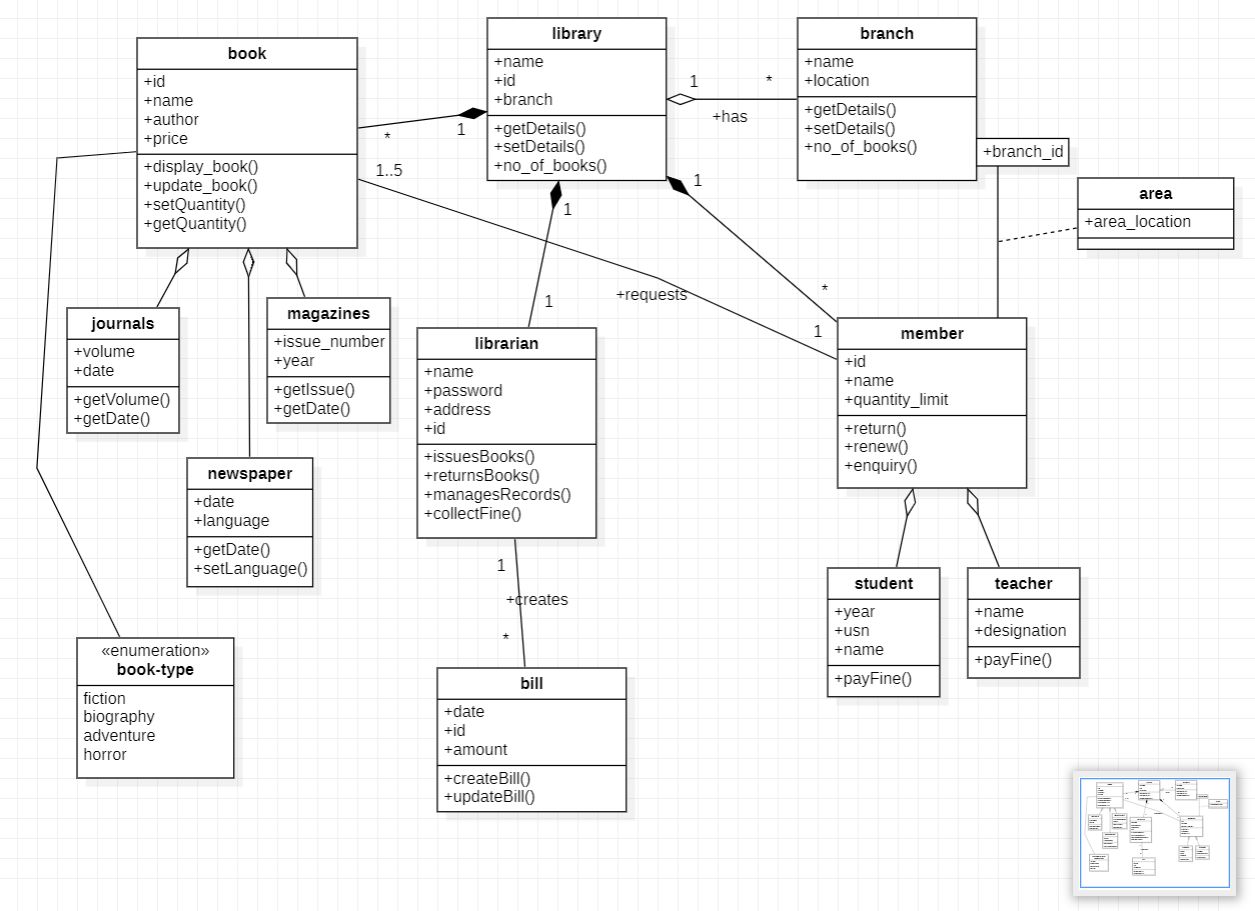 book
+id
+name
+author
+price
+display_book()
+update_book()
+setQuantity()
+getQuantity()
library
+name
+id
+branch
+getDetails()
+setDetails()
+no_of_books()
branch
+name
+location
+getDetails()
+setDetails()
+no_of_books()
1
*
+has
*
1
1..5
1
1
+branch_id
area
+area_location
+requests
1
*
1
journals
+volume
+date
+getVolume()
+getDate()
magazines
+issue_number
+year
+getIssue()
+getDate()
librarian
+name
+password
+address
+id
+issuesBooks()
+returnsBooks()
+managesRecords()
+collectFine()
member
+id
+name
+quantity_limit
+return()
+renew()
+enquiry()
newspaper
+date
+language
+getDate()
+setLanguage()
1
+creates
*
student
+year
+usn
+name
+payFine()
teacher
+name
+designation
+payFine()
«enumeration»
book-type
fiction
biography
adventure
horror
bill
+date
+id
+amount
+createBill()
+updateBill()